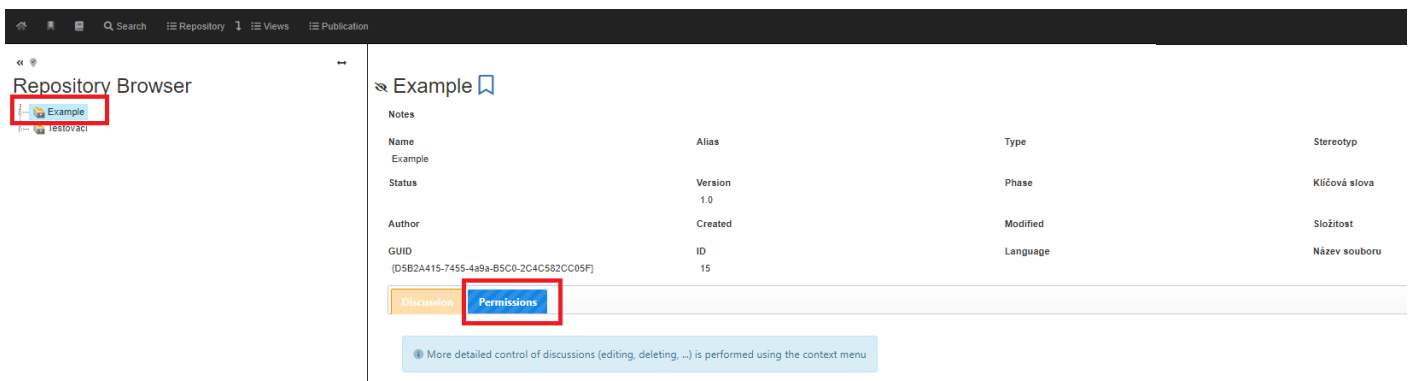 Search Repository Views Publication
Repository Browser
Example
Testovací
Example
Notes
Name Alias Type Stereotyp
Example
Status Version Phase Klíčová slova
1.0
Author Created Modified Složitost
GUID ID Language Název souboru
{D5B2A415-7455-4a9a-B5C0-2C4C582CC05F} 15
Discussion Permissions
More detailed control of discussions (editing, deleting, ...) is performed using the context menu